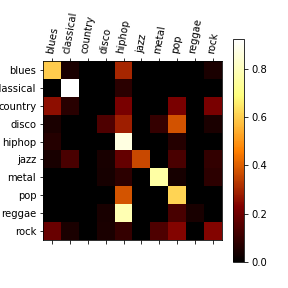 blues classical country disco hiphop jazz metal pop reggae rock
blues
lassical
country
disco
hiphop
jazz
metal
pop
reggae
rock
0.8
0.6
0.4
0.2
0.0